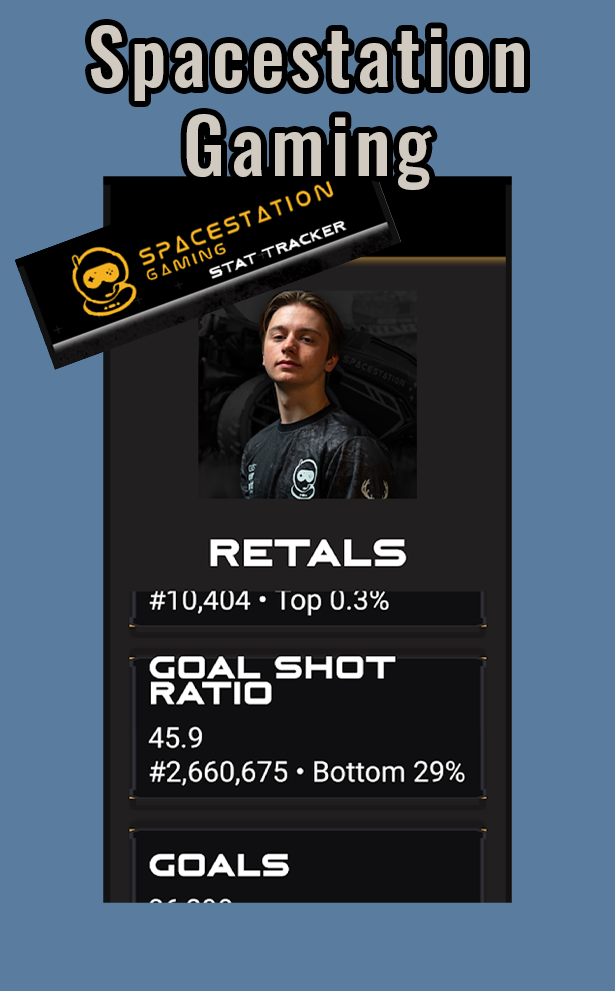 Spacestation
Gaming
SPACESTATION
GAMING
STAT TRACKER
SPACESTATION
RETALS
#10,404 • Top 0.3%
GOAL SHOT
RATIO
45.9
#2,660,675 • Bottom 29%
GOALS